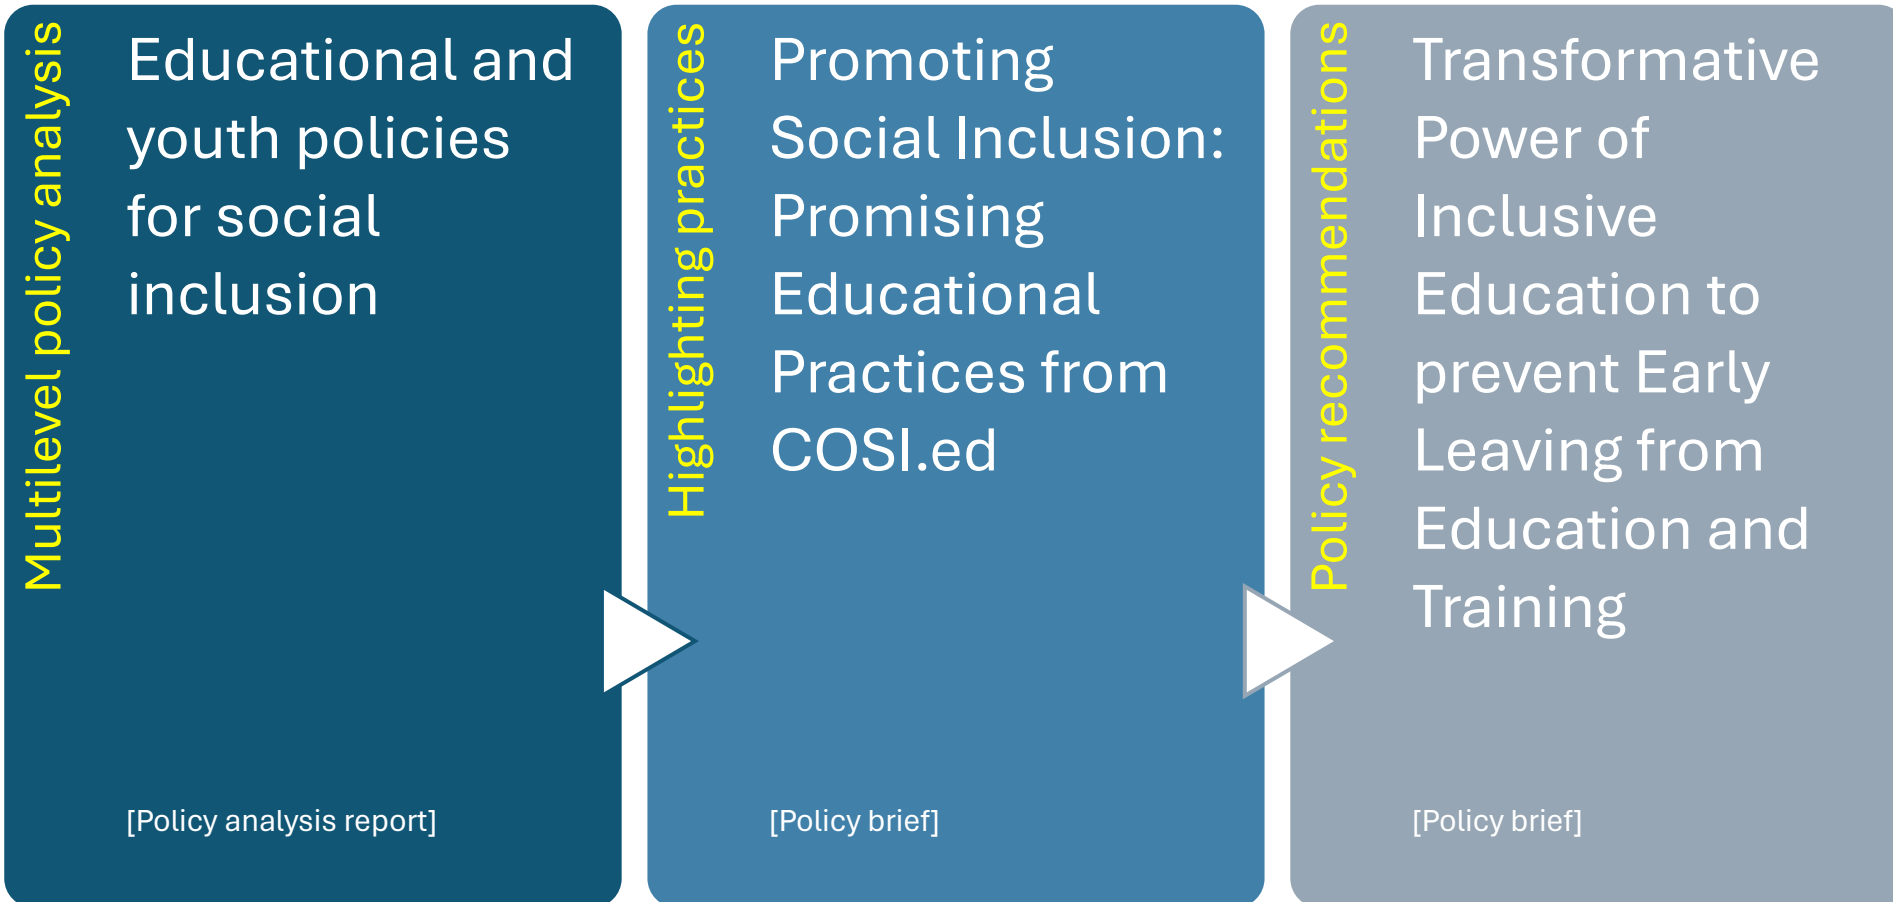 Multilevel policy analysis
Educational and
youth policies
for social
inclusion
[Policy analysis report]
Highlighting practices
Promoting
Social Inclusion:
Promising
Educational
Practices from
COSI.ed
[Policy brief]
Policy recommendations
Transformative
Power of
Inclusive
Education to
prevent Early
Leaving from
Education and
Training
[Policy brief]